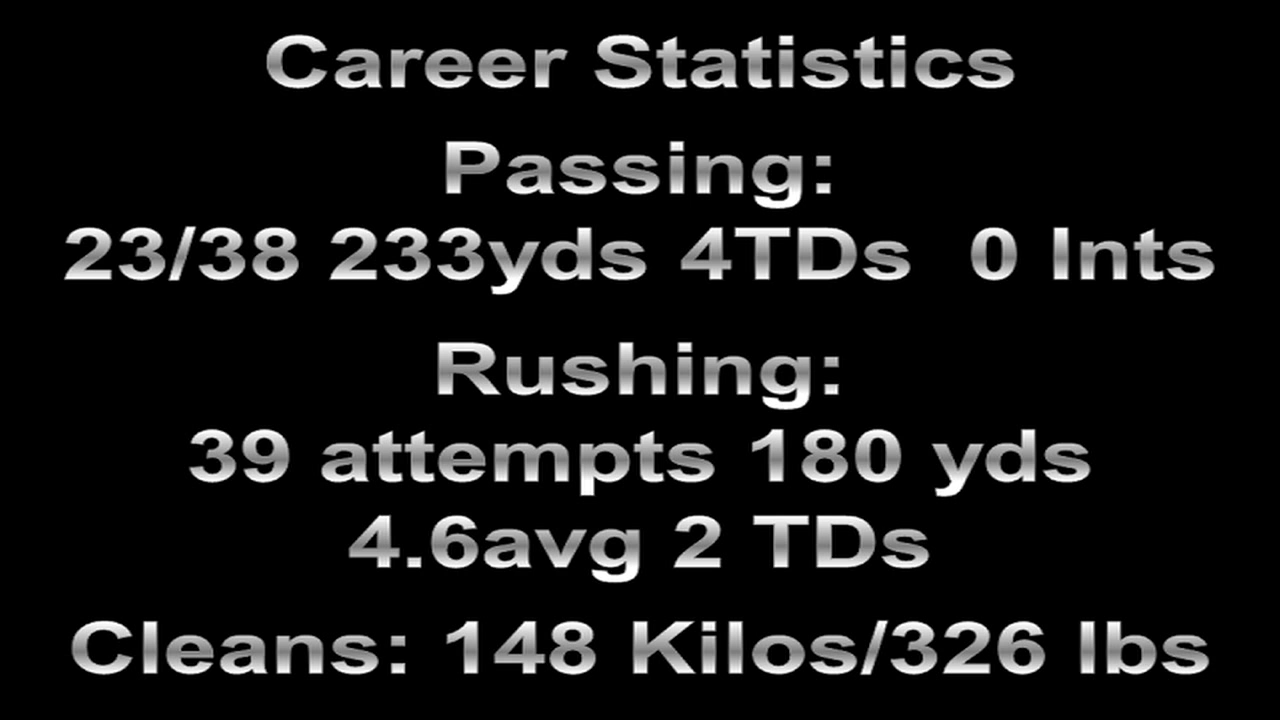 Career Statistics
Passing:
23/38 233yds 4TDs  0 Ints
Rushing:
39 attempts 180 yds
4.6avg 2 TDs
Cleans: 148 Kilos/326 lbs